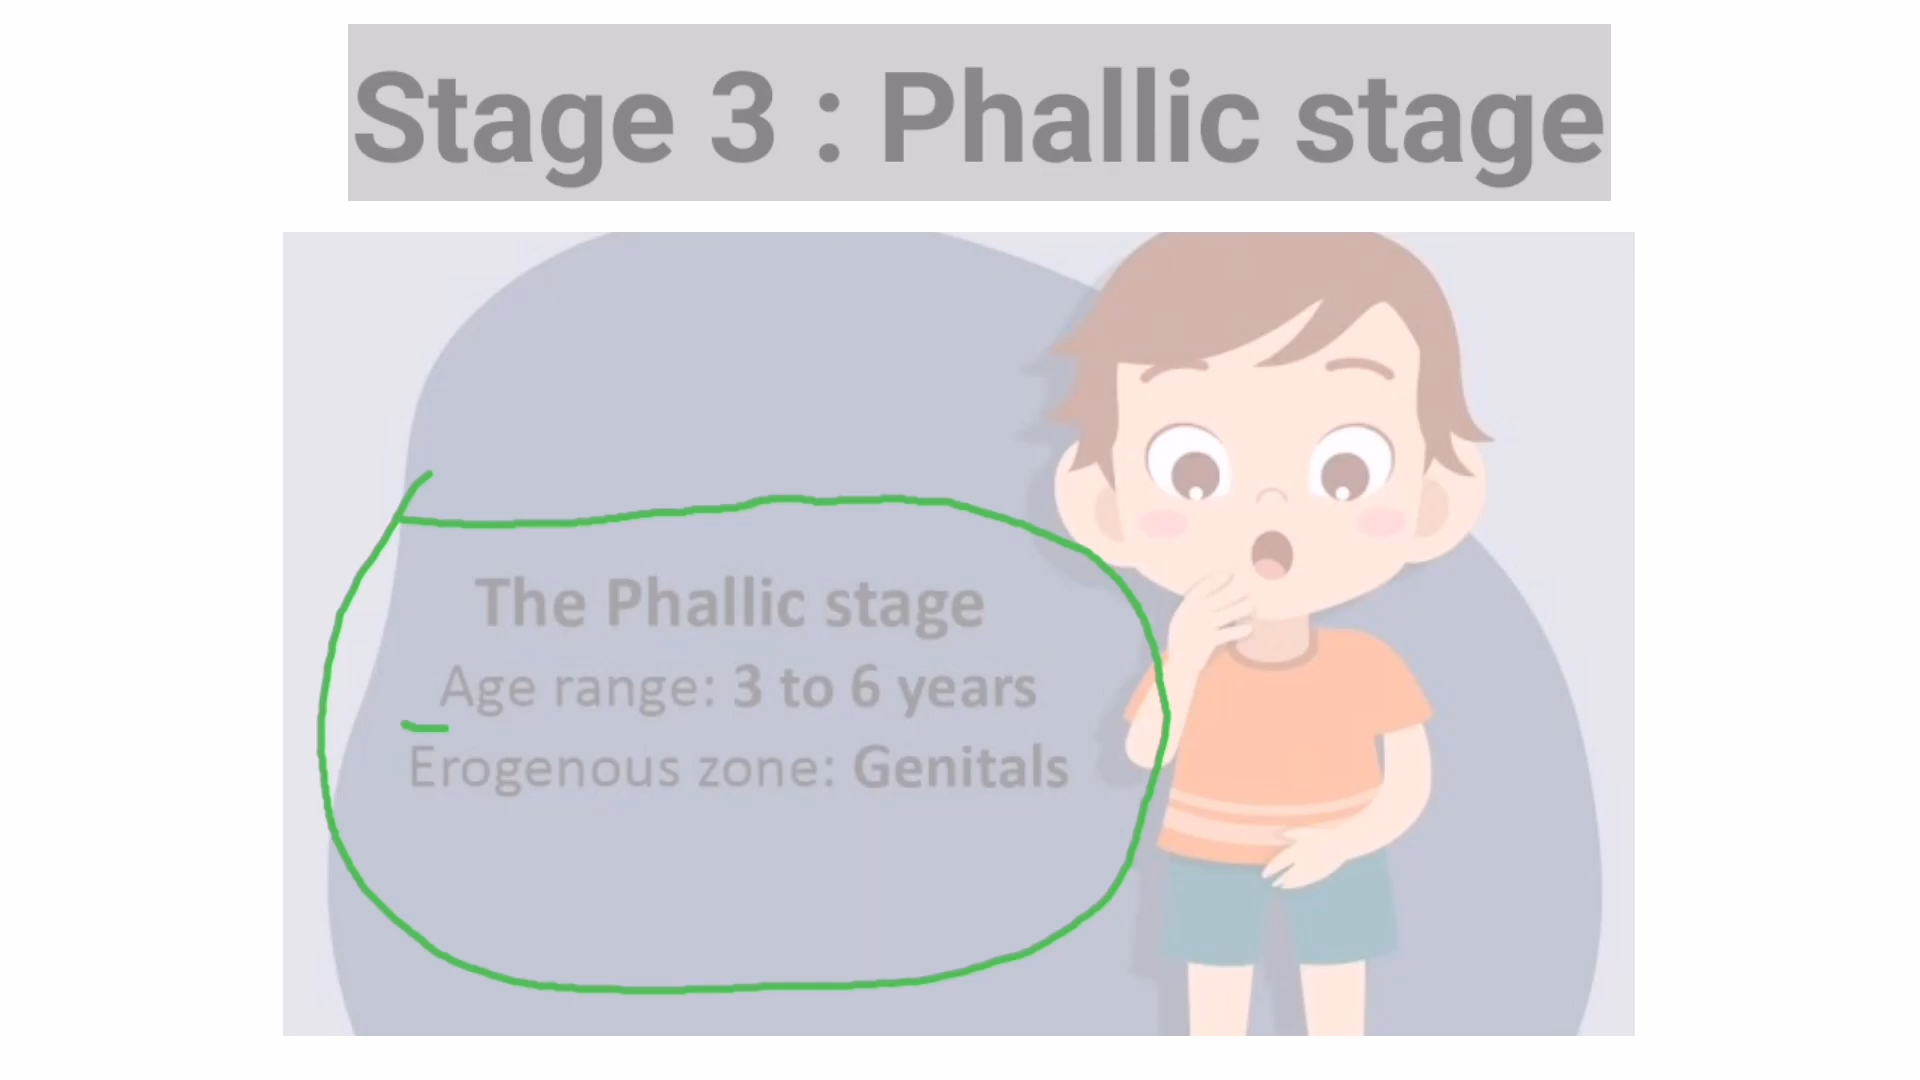 Stage 3 : Phallic stage
The Phallic stage
Age range: 3 to 6 years
Erogenous zone: Genitals